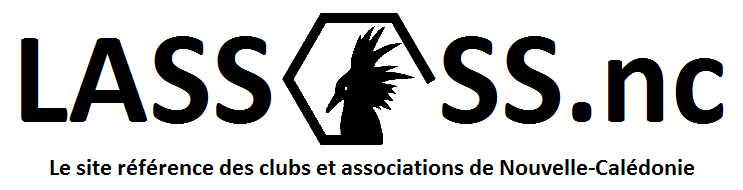 LASS SS.nc
Le site référence des clubs et associations de Nouvelle-Calédonie